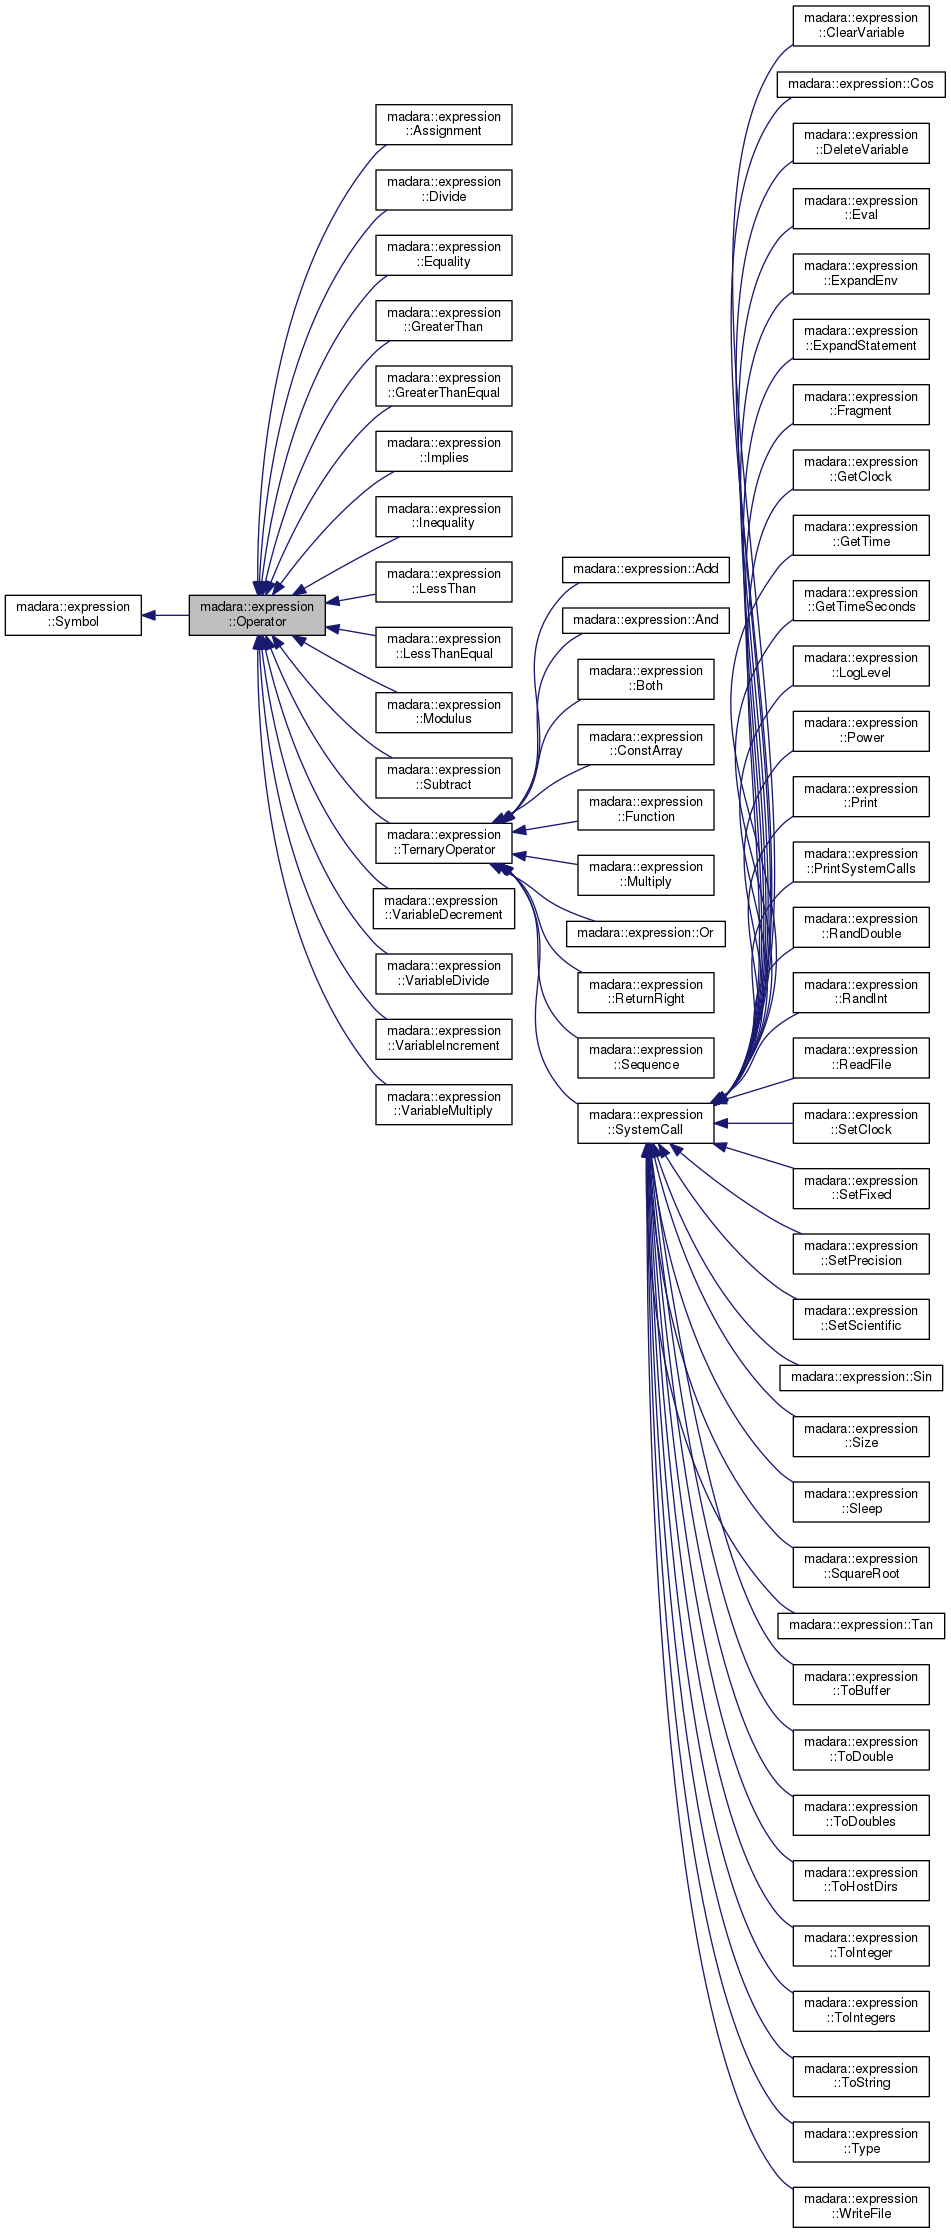 madara::expression
::Symbol
madara::expression
::Operator
madara::expression
::Assignment
madara::expression
::Divide
madara::expression
::Equality
madara::expression
::GreaterThan
madara::expression
::GreaterThanEqual
madara::expression
::Implies
madara::expression
::Inequality
madara::expression
::LessThan
madara::expression
::LessThanEqual
madara::expression
::Modulus
madara::expression
::Subtract
madara::expression
::TernaryOperator
madara::expression
::VariableDecrement
madara::expression
::VariableDivide
madara::expression
::VariableIncrement
madara::expression
::VariableMultiply
madara::expression::Add
madara::expression::And
madara::expression
::Both
madara::expression
::ConstArray
madara::expression
::Function
madara::expression
::Multiply
madara::expression::Or
madara::expression
::ReturnRight
madara::expression
::Sequence
madara::expression
::SystemCall
madara::expression
::ClearVariable
madara::expression::Cos
madara::expression
::DeleteVariable
madara::expression
::Eval
madara::expression
::ExpandEnv
madara::expression
::ExpandStatement
madara::expression
::Fragment
madara::expression
::GetClock
madara::expression
::GetTime
madara::expression
::GetTimeSeconds
madara::expression
::LogLevel
madara::expression
::Power
madara::expression
::Print
madara::expression
::PrintSystemCalls
madara::expression
::RandDouble
madara::expression
::RandInt
madara::expression
::ReadFile
madara::expression
::SetClock
madara::expression
::SetFixed
madara::expression
::SetPrecision
madara::expression
::SetScientific
madara::expression::Sin
madara::expression
::Size
madara::expression
::Sleep
madara::expression
::SquareRoot
madara::expression::Tan
madara::expression
::ToBuffer
madara::expression
::ToDouble
madara::expression
::ToDoubles
madara::expression
::ToHostDirs
madara::expression
::ToInteger
madara::expression
::ToIntegers
madara::expression
::ToString
madara::expression
::Type
madara::expression
::WriteFile